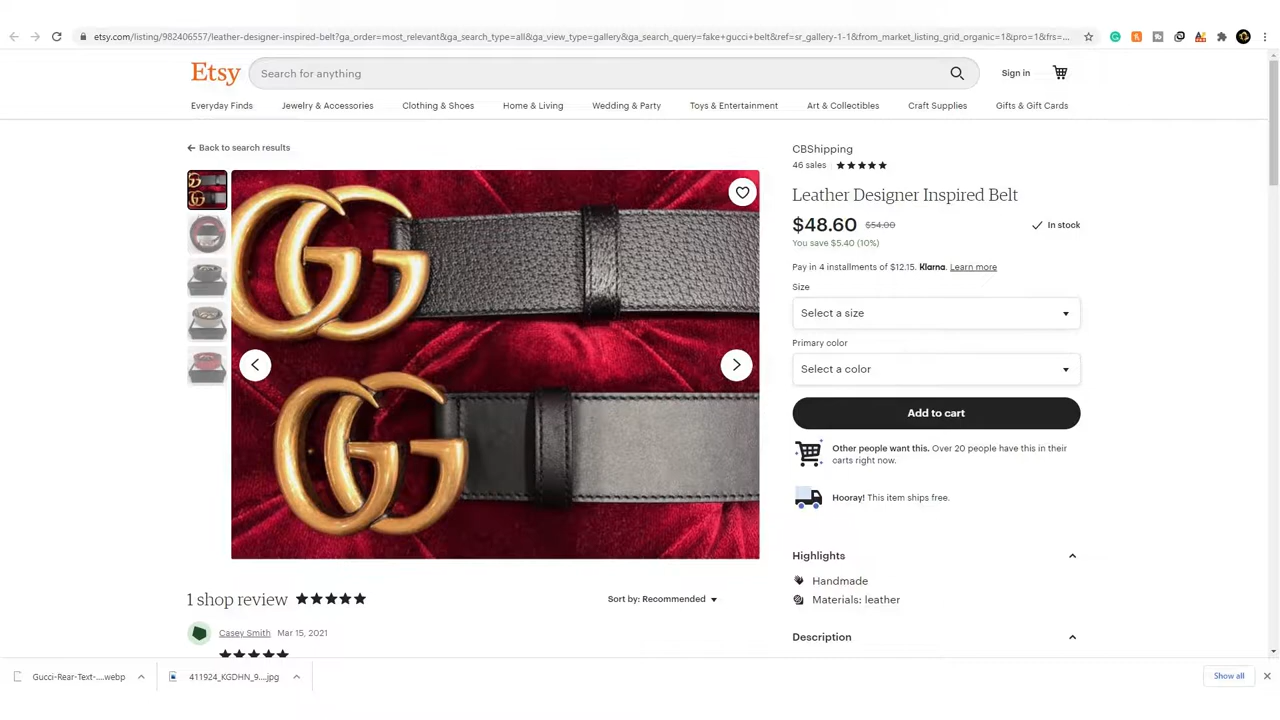 etsy.com/listing/982406557/leather-designer-inspired-belt?ga_order=most_relevant&ga_search_type=all&ga_view_type=gallery&ga_search_query=fake+gucci+belt&ref=sr_gallery-1-1&from_market_listing_grid_organic=1&pro=1&frs=...
Etsy
Search for anything
Sign in
Everyday Finds
Jewelry & Accessories
Clothing & Shoes
Home & Living
Wedding & Party
Toys & Entertainment
Art & Collectibles
Craft Supplies
Gifts & Gift Cards
Back to search results
CBShipping
46 sales
Leather Designer Inspired Belt
$48.60 $54.00
In stock
You save $5.40 (10%)
Pay in 4 installments of $12.15. Klarna. Learn more
Size
Select a size
Primary color
Select a color
Add to cart
Other people want this. Over 20 people have this in their
carts right now.
Hooray! This item ships free.
Highlights
Handmade
Materials: leather
Description
1 shop review
Sort by: Recommended
Casey Smith Mar 15, 2021
Gucci-Rear-Text-....webp
411924_KGDHN_9....jpg
Show all